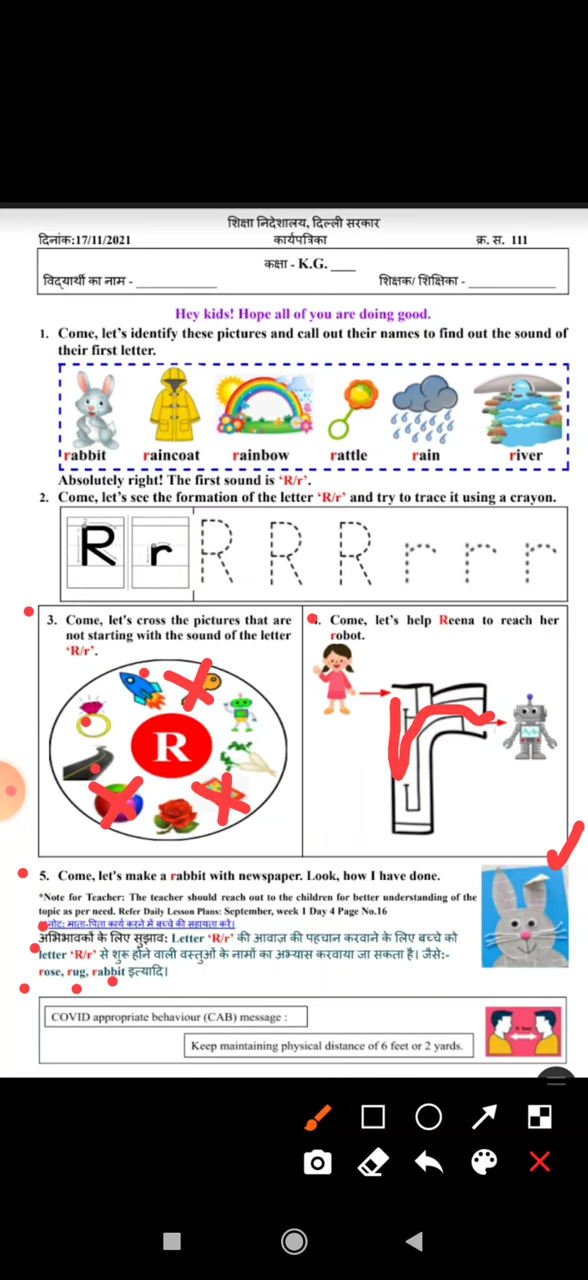 शिक्षा निदेशालय, दिल्ली सरकार
दिनांक:17/11/2021 कार्यपत्रिका क्र. स. 111
कक्षा - K.G. ____
विद्यार्थी का नाम - ____________ शिक्षक/ शिक्षिका - ____________
Hey kids! Hope all of you are doing good.
1. Come, let's identify these pictures and call out their names to find out the sound of
their first letter.
rabbit raincoat rainbow rattle rain river
Absolutely right! The first sound is 'R/r'.
2. Come, let's see the formation of the letter 'R/r' and try to trace it using a crayon.
R r R R R r r r
3. Come, let's cross the pictures that are
not starting with the sound of the letter
'R/r'.
R
Come, let's help Reena to reach her
robot.
r
5. Come, let's make a rabbit with newspaper. Look, how I have done.
*Note for Teacher: The teacher should reach out to the children for better understanding of the
topic as per need. Refer Daily Lesson Plans: September, week 1 Day 4 Page No.16
नोट: माता-पिता कार्य करने में बच्चे की सहायता करें।
अभिभावकों के लिए सुझाव: Letter 'R/r' की आवाज़ की पहचान करवाने के लिए बच्चे को
letter 'R/r' से शुरू होने वाली वस्तुओं के नामों का अभ्यास करवाया जा सकता है। जैसे:-
rose, rug, rabbit इत्यादि।
COVID appropriate behaviour (CAB) message :
Keep maintaining physical distance of 6 feet or 2 yards.